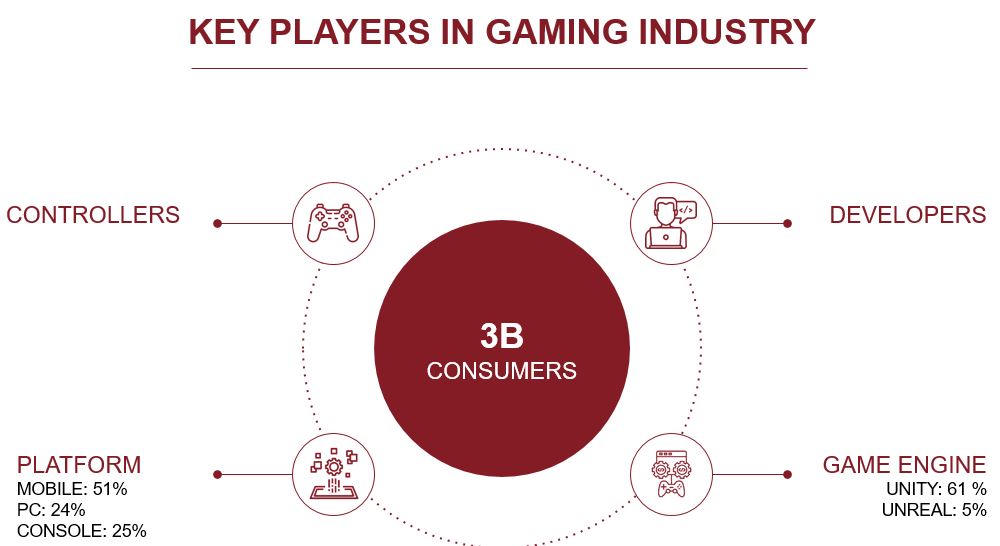 KEY PLAYERS IN GAMING INDUSTRY
CONTROLLERS
</>
DEVELOPERS
3B
CONSUMERS
PLATFORM
MOBILE: 51%
PC: 24%
CONSOLE: 25%
GAME ENGINE
UNITY: 61 %
UNREAL: 5%